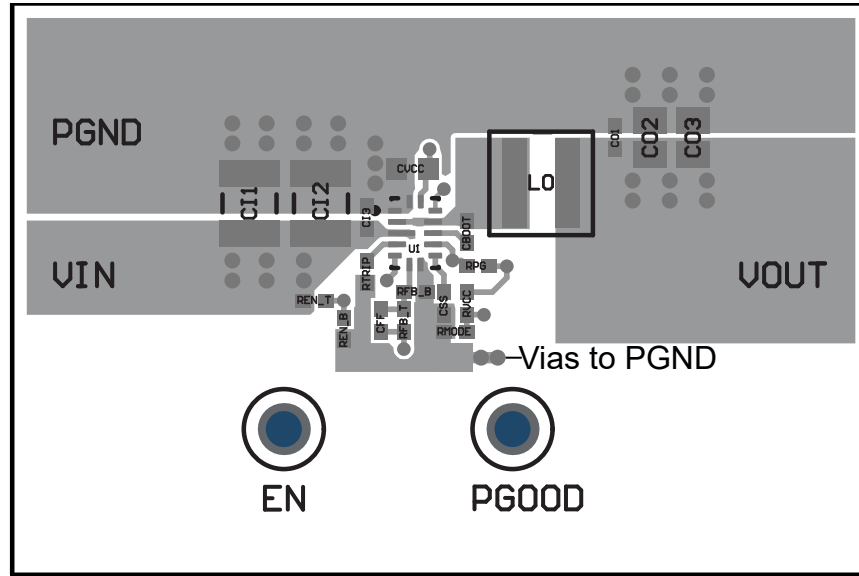 PGND
CI1
CI2
CVCC
CI3
U1
CBOOT
LO
CO1
CO2
CO3
VIN
VOUT
RTRIP
RPG
RFB_B
REN_T
REN_B
CFF
RFB_T
CSS
RVCC
RMODE
Vias to PGND
EN
PGOOD